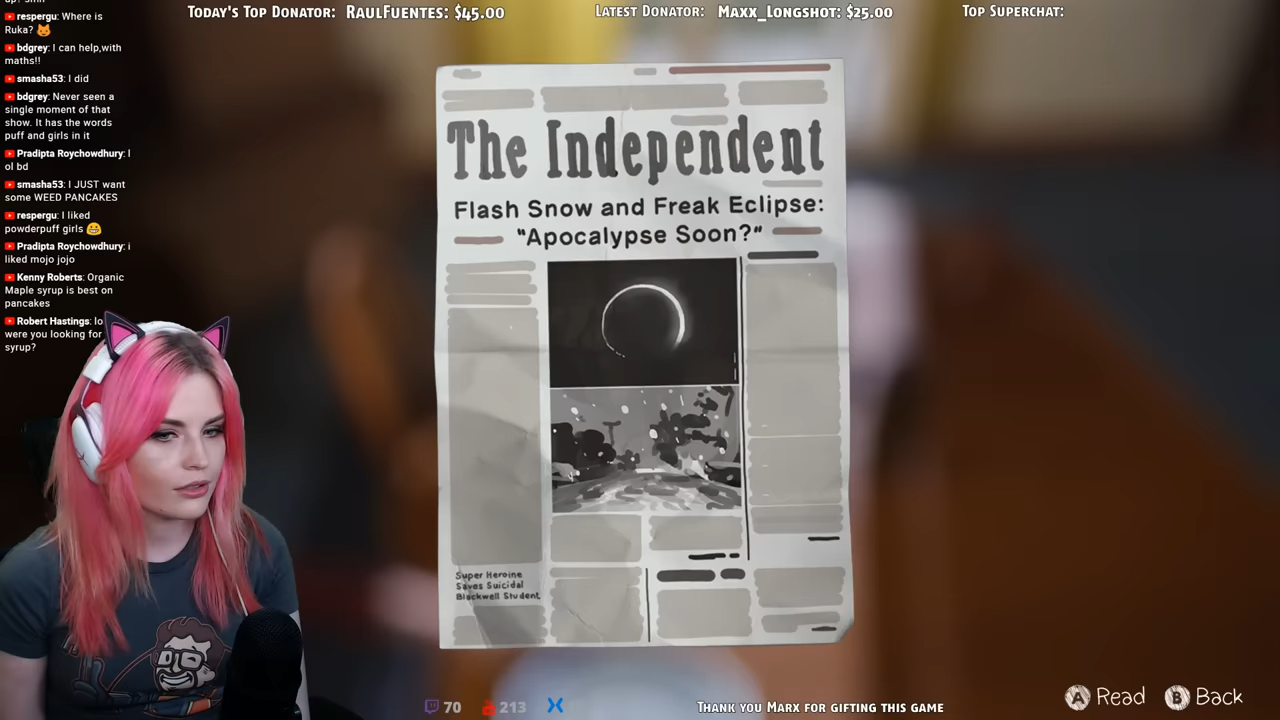 TODAY'S TOP DONATOR: RAULFUENTES: $45.00
LATEST DONATOR: MAXX_LONGSHOT: $25.00
TOP SUPERCHAT:
respergu: Where is
Ruka? 😼
bdgrey: I can help,with
maths!!
smasha53: I did
bdgrey: Never seen a
single moment of that
show. It has the words
puff and girls in it
Pradipta Roychowdhury: l
ol bd
smasha53: I JUST want
some WEED PANCAKES
respergu: I liked
powderpuff girls 😂
Pradipta Roychowdhury: i
liked mojo jojo
Kenny Roberts: Organic
Maple syrup is best on
pancakes
Robert Hastings: lo
were you looking for
syrup?
The Independent
Flash Snow and Freak Eclipse:
"Apocalypse Soon?"
Super Heroine
Saves Suicidal
Blackwell Student
70
213
THANK YOU MARX FOR GIFTING THIS GAME
A Read
B Back